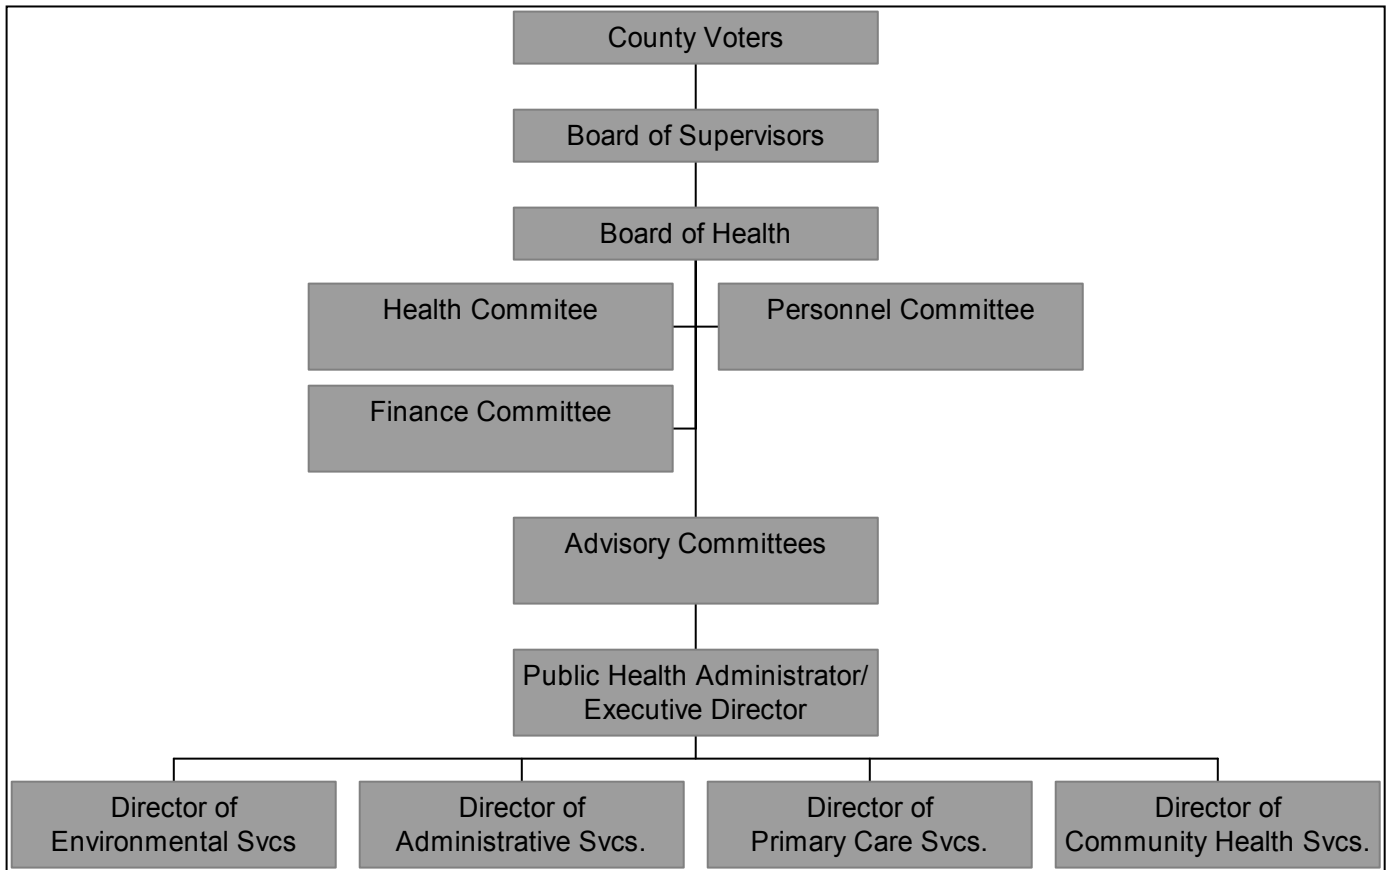 County Voters
Board of Supervisors
Board of Health
Health Commitee
Personnel Committee
Finance Committee
Advisory Committees
Public Health Administrator/
Executive Director
Director of
Environmental Svcs
Director of
Administrative Svcs.
Director of
Primary Care Svcs.
Director of
Community Health Svcs.